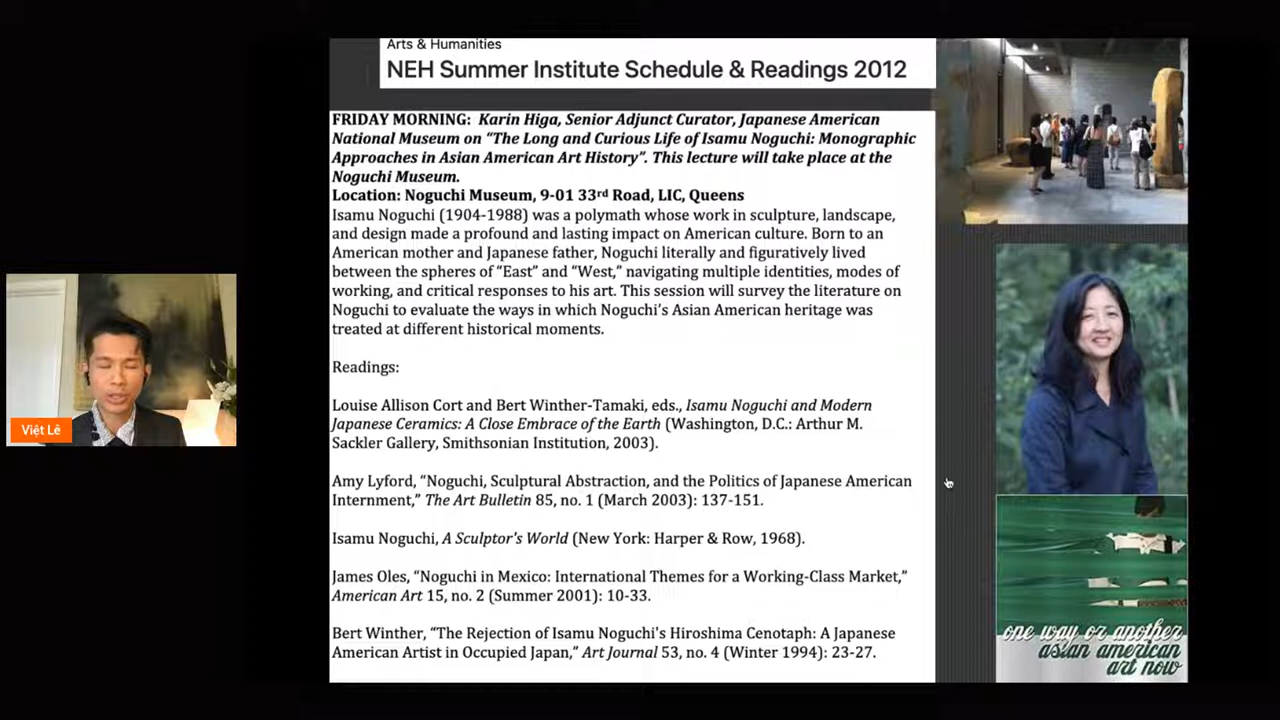 Arts & Humanities
NEH Summer Institute Schedule & Readings 2012
FRIDAY MORNING: Karin Higa, Senior Adjunct Curator, Japanese American
National Museum on “The Long and Curious Life of Isamu Noguchi: Monographic
Approaches in Asian American Art History”. This lecture will take place at the
Noguchi Museum.
Location: Noguchi Museum, 9-01 33rd Road, LIC, Queens
Isamu Noguchi (1904-1988) was a polymath whose work in sculpture, landscape,
and design made a profound and lasting impact on American culture. Born to an
American mother and Japanese father, Noguchi literally and figuratively lived
between the spheres of “East” and “West,” navigating multiple identities, modes of
working, and critical responses to his art. This session will survey the literature on
Noguchi to evaluate the ways in which Noguchi’s Asian American heritage was
treated at different historical moments.
Readings:
Louise Allison Cort and Bert Winther-Tamaki, eds., Isamu Noguchi and Modern
Japanese Ceramics: A Close Embrace of the Earth (Washington, D.C.: Arthur M.
Sackler Gallery, Smithsonian Institution, 2003).
Amy Lyford, “Noguchi, Sculptural Abstraction, and the Politics of Japanese American
Internment,” The Art Bulletin 85, no. 1 (March 2003): 137-151.
Isamu Noguchi, A Sculptor's World (New York: Harper & Row, 1968).
James Oles, “Noguchi in Mexico: International Themes for a Working-Class Market,”
American Art 15, no. 2 (Summer 2001): 10-33.
Bert Winther, “The Rejection of Isamu Noguchi's Hiroshima Cenotaph: A Japanese
American Artist in Occupied Japan,” Art Journal 53, no. 4 (Winter 1994): 23-27.
Việt Lê
one way or another
asian american
art now